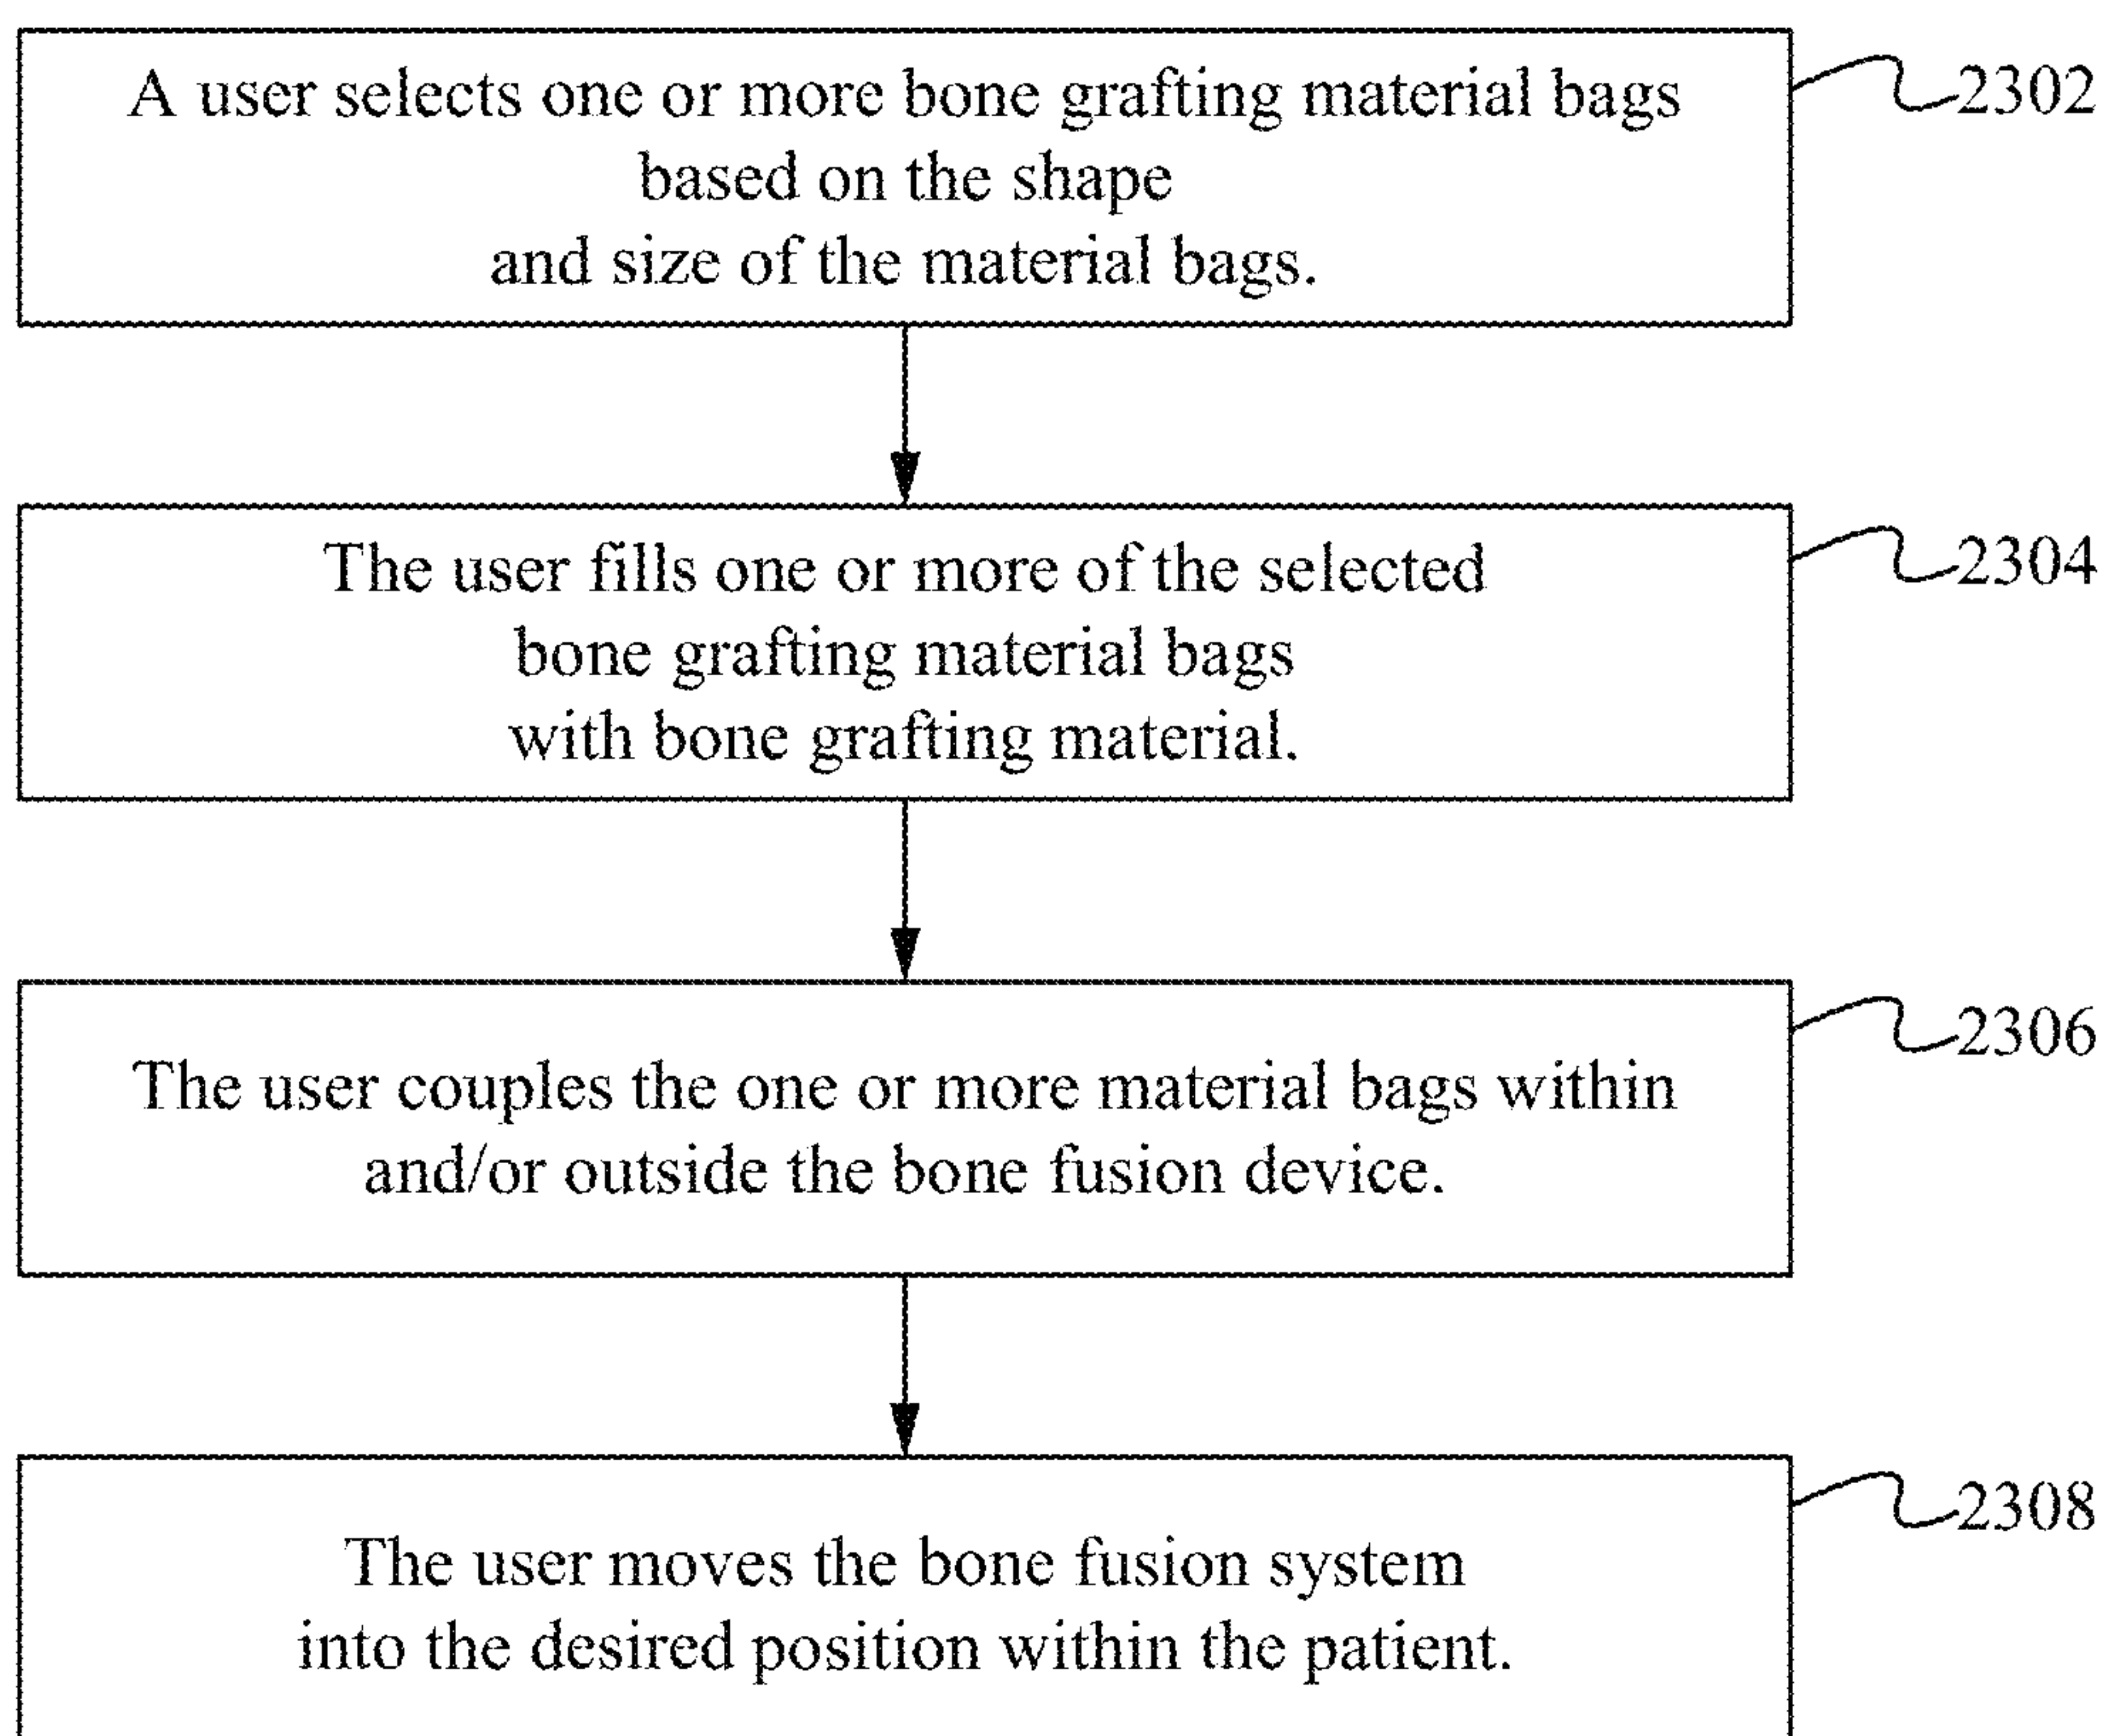 A user selects one or more bone grafting material bags
based on the shape
and size of the material bags.
2302
The user fills one or more of the selected
bone grafting material bags
with bone grafting material.
2304
The user couples the one or more material bags within
and/or outside the bone fusion device.
2306
The user moves the bone fusion system
into the desired position within the patient.
2308